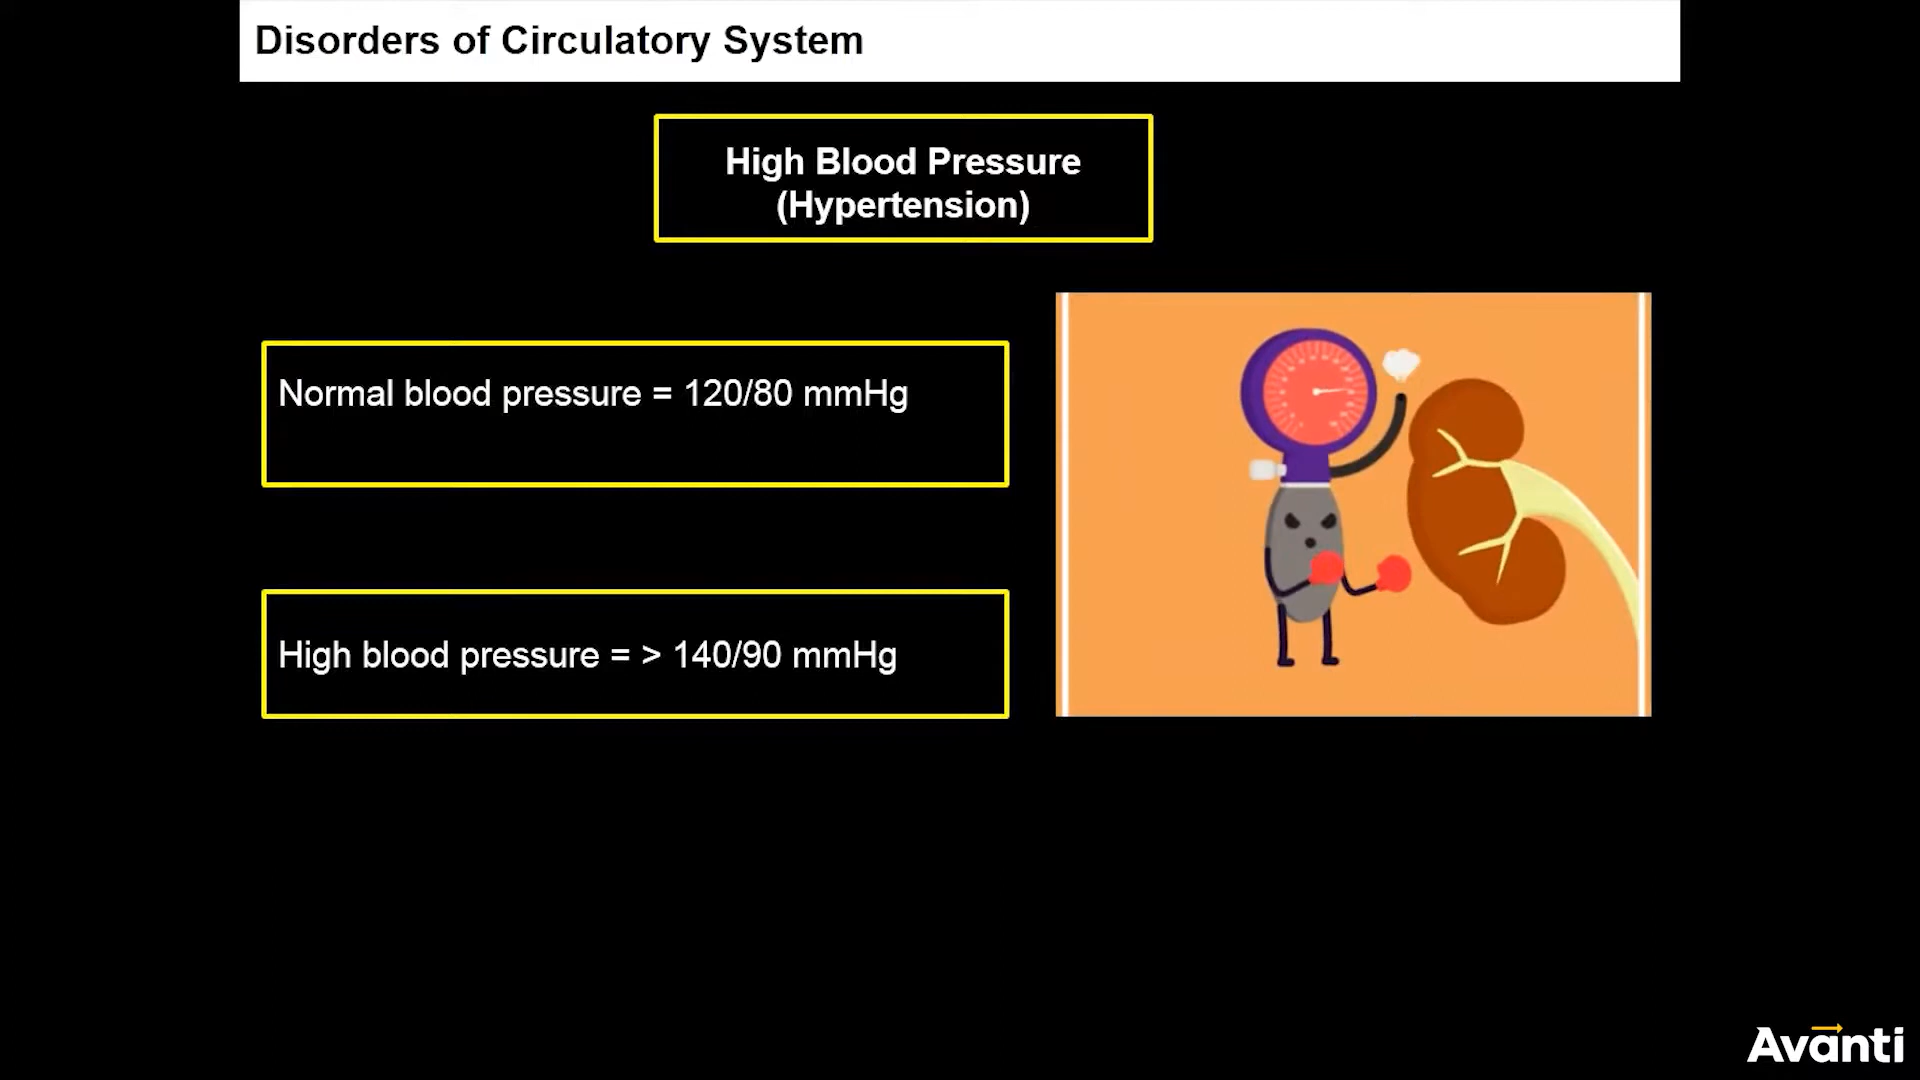 Disorders of Circulatory System
High Blood Pressure
(Hypertension)
Normal blood pressure = 120/80 mmHg
High blood pressure = > 140/90 mmHg
Avanti